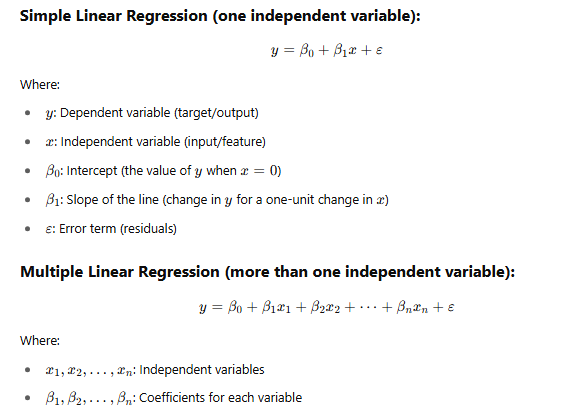 Simple Linear Regression (one independent variable):
y = β₀ + β₁x + ε
Where:
• y: Dependent variable (target/output)
• x: Independent variable (input/feature)
• β₀: Intercept (the value of y when x = 0)
• β₁: Slope of the line (change in y for a one-unit change in x)
• ε: Error term (residuals)
Multiple Linear Regression (more than one independent variable):
y = β₀ + β₁x₁ + β₂x₂ + ⋯ + βₙxₙ + ε
Where:
• x₁, x₂, . . . , xₙ: Independent variables
• β₁, β₂, . . . , βₙ: Coefficients for each variable